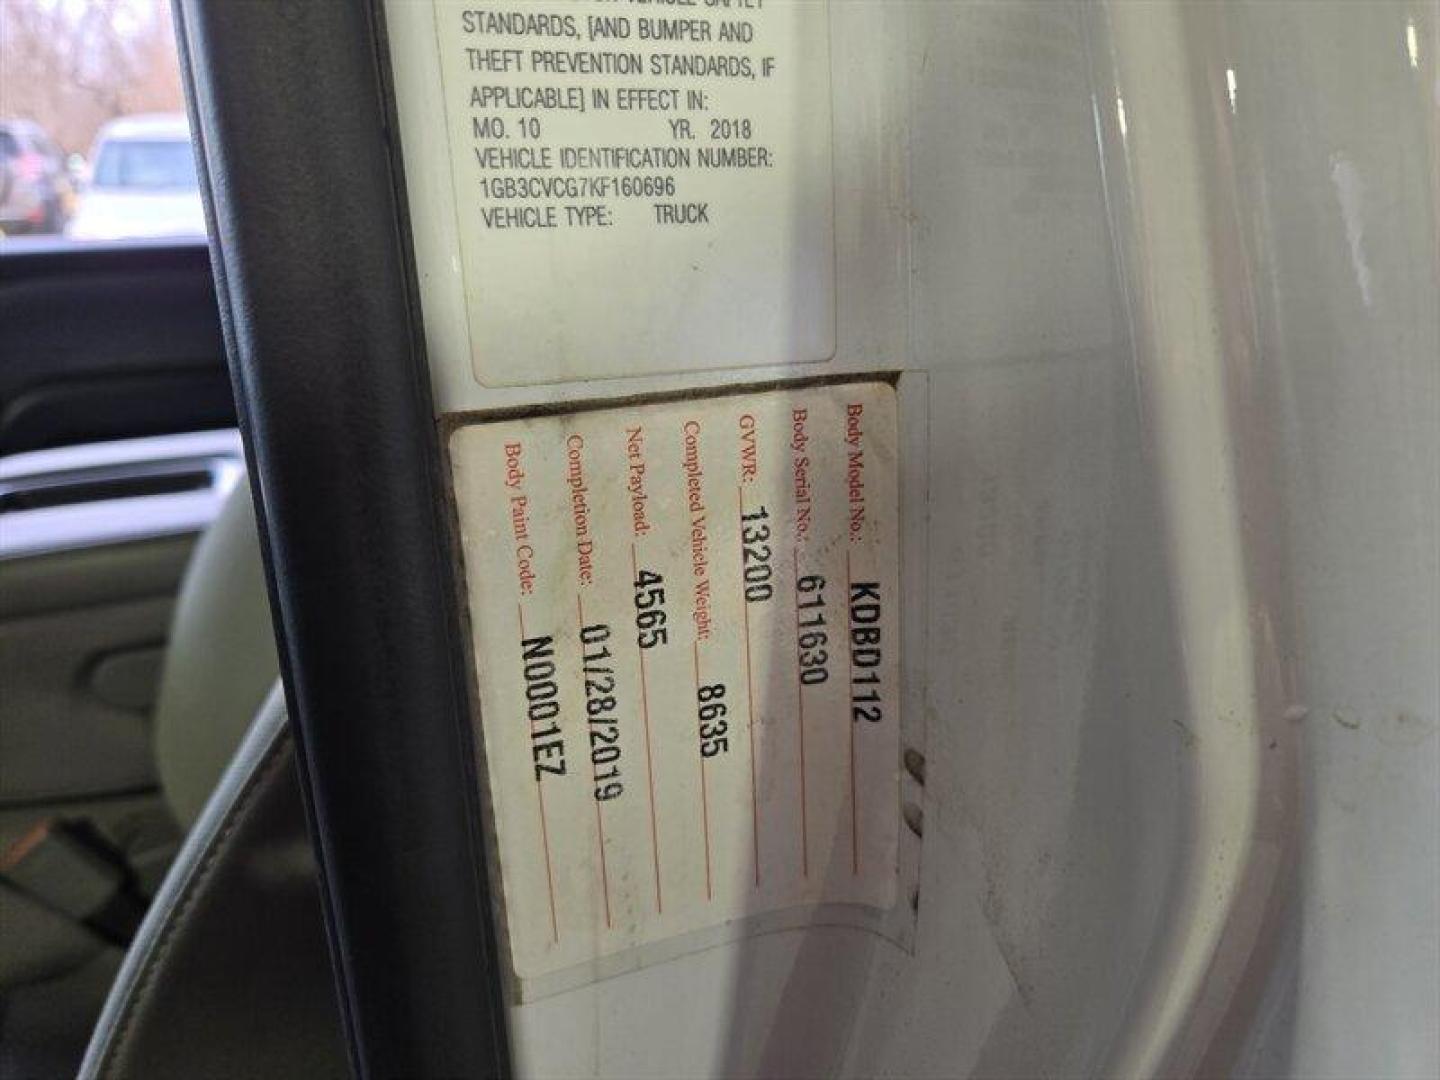 VEHICLE SAFETY
STANDARDS, [AND BUMPER AND
THEFT PREVENTION STANDARDS, IF
APPLICABLE] IN EFFECT IN:
MO. 10 YR. 2018
VEHICLE IDENTIFICATION NUMBER:
1GB3CVCG7KF160696
VEHICLE TYPE: TRUCK
Body Model No.: KDBD112
Body Serial No.: 611630
GVWR: 13200
Completed Vehicle Weight: 8635
Net Payload: 4565
Completion Date: 01/28/2019
Body Paint Code: N0001EZ